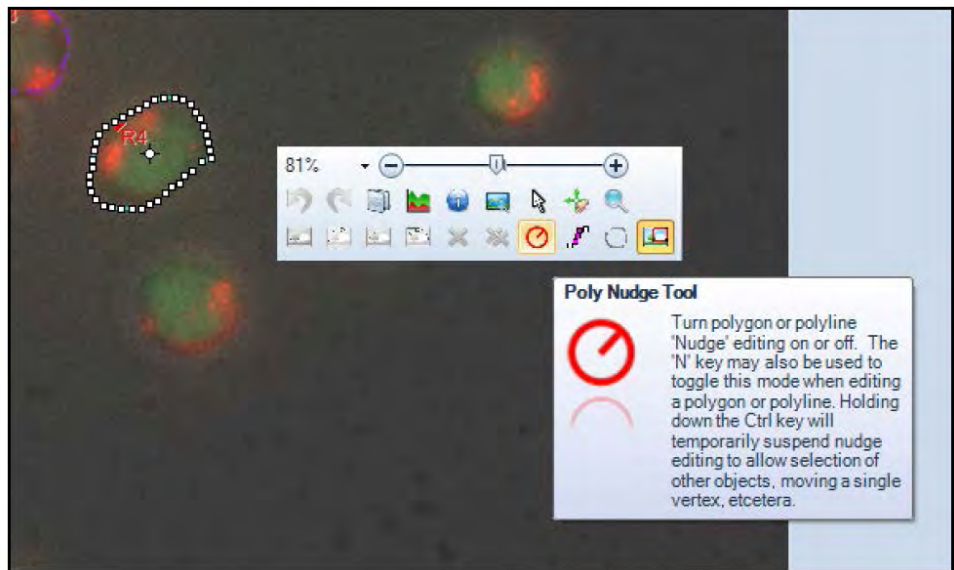 R4
81%
Poly Nudge Tool
Turn polygon or polyline
'Nudge' editing on or off. The
'N' key may also be used to
toggle this mode when editing
a polygon or polyline. Holding
down the Ctrl key will
temporarily suspend nudge
editing to allow selection of
other objects, moving a single
vertex, etcetera.